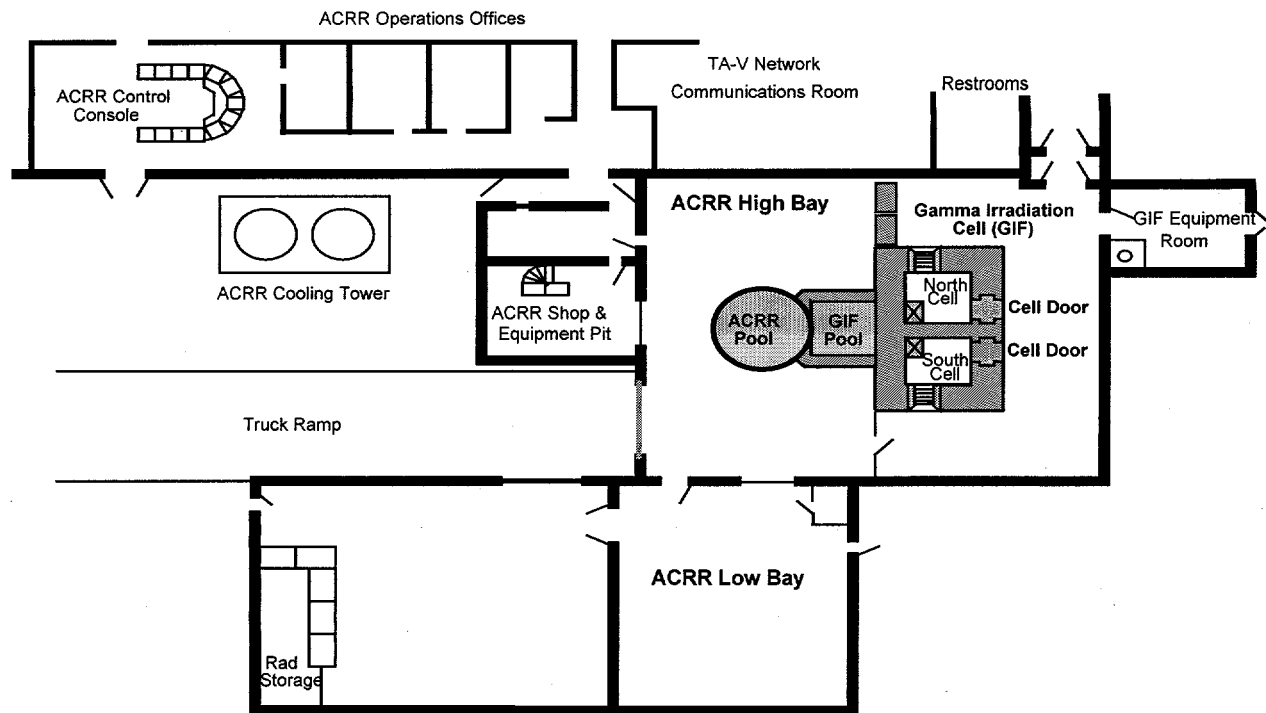 ACRR Operations Offices
TA-V Network
Communications Room
Restrooms
ACRR Control
Console
ACRR High Bay
Gamma Irradiation
Cell (GIF)
GIF Equipment
Room
ACRR Cooling Tower
North
Cell
Cell Door
ACRR Shop &
Equipment Pit
ACRR
Pool
GIF
Pool
Cell Door
South
Cell
Truck Ramp
ACRR Low Bay
Rad
Storage